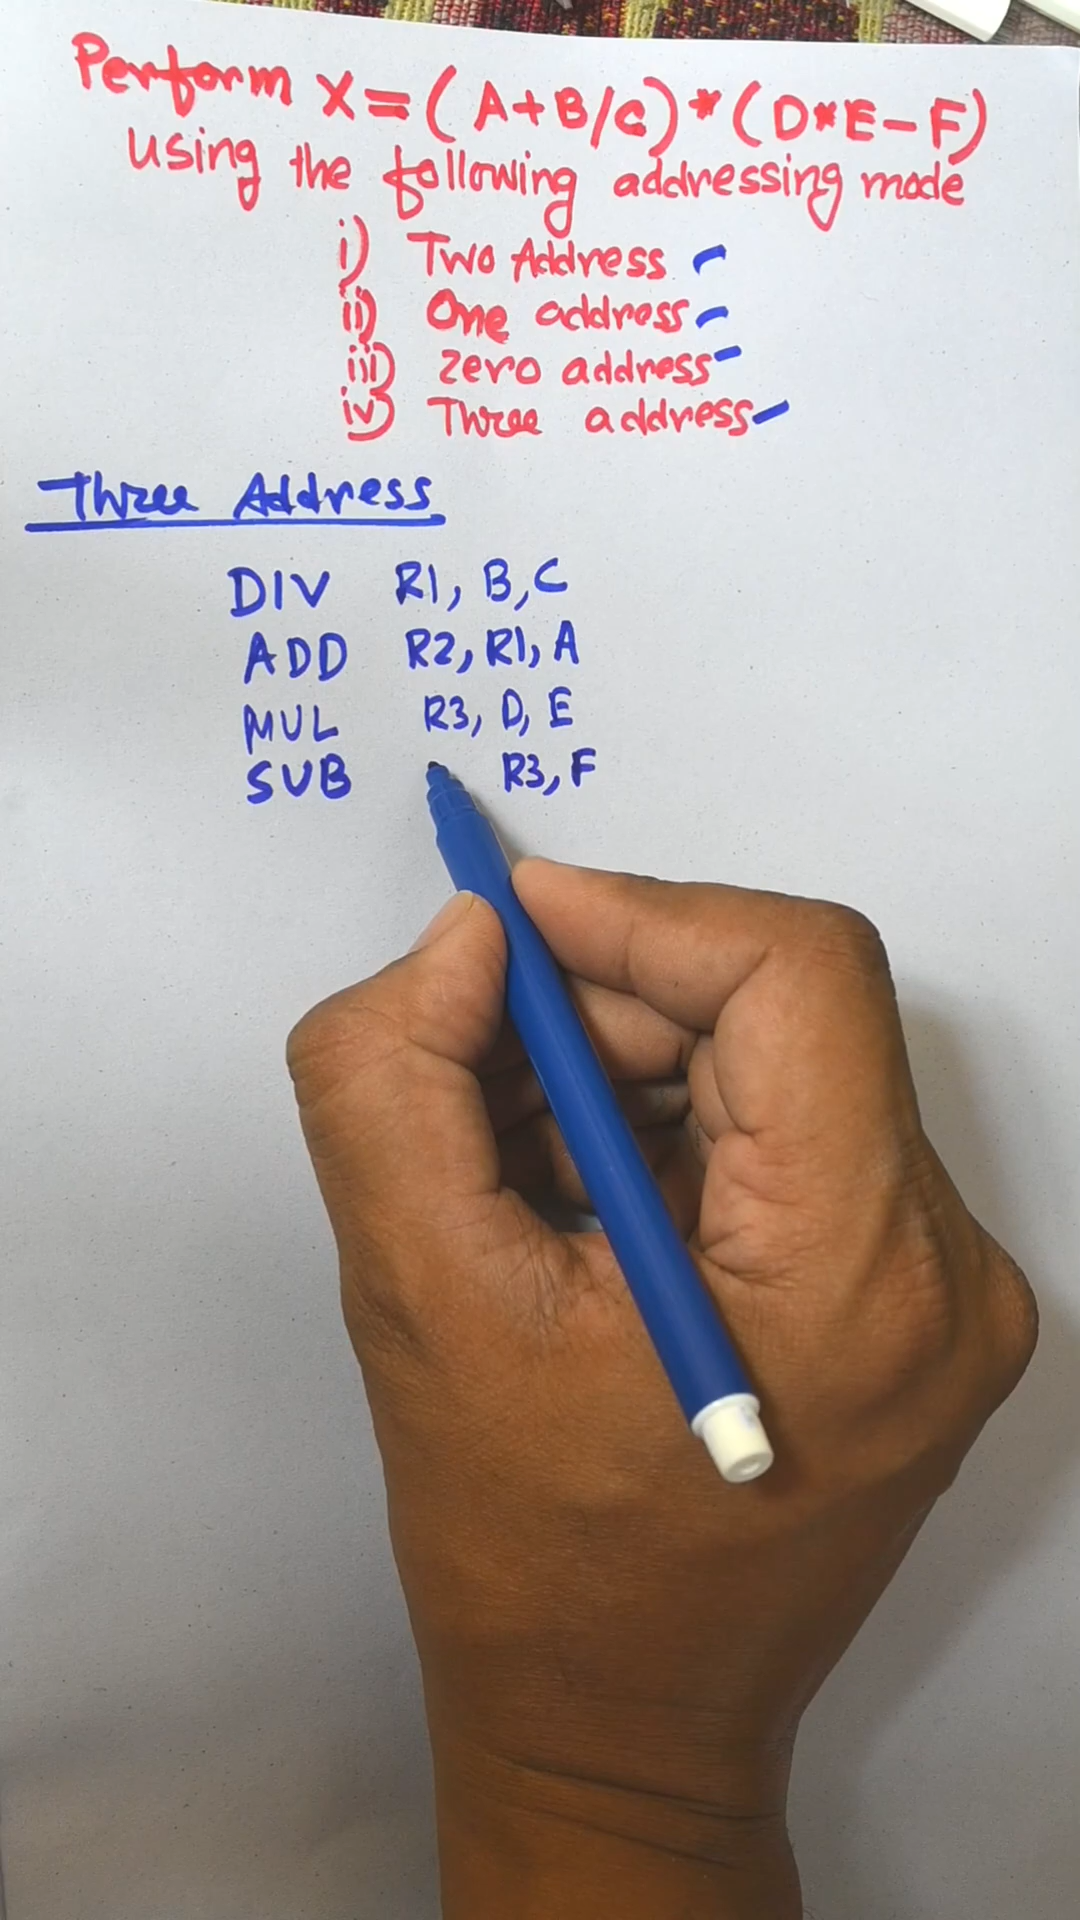 Perform X=(A+B/C)*(D*E-F)
using the following addressing mode
i) Two Address
ii) One address
iii) zero address
iv) Three address
Three Address
DIV R1, B,C
ADD R2, R1, A
MUL R3, D, E
SUB R3, F